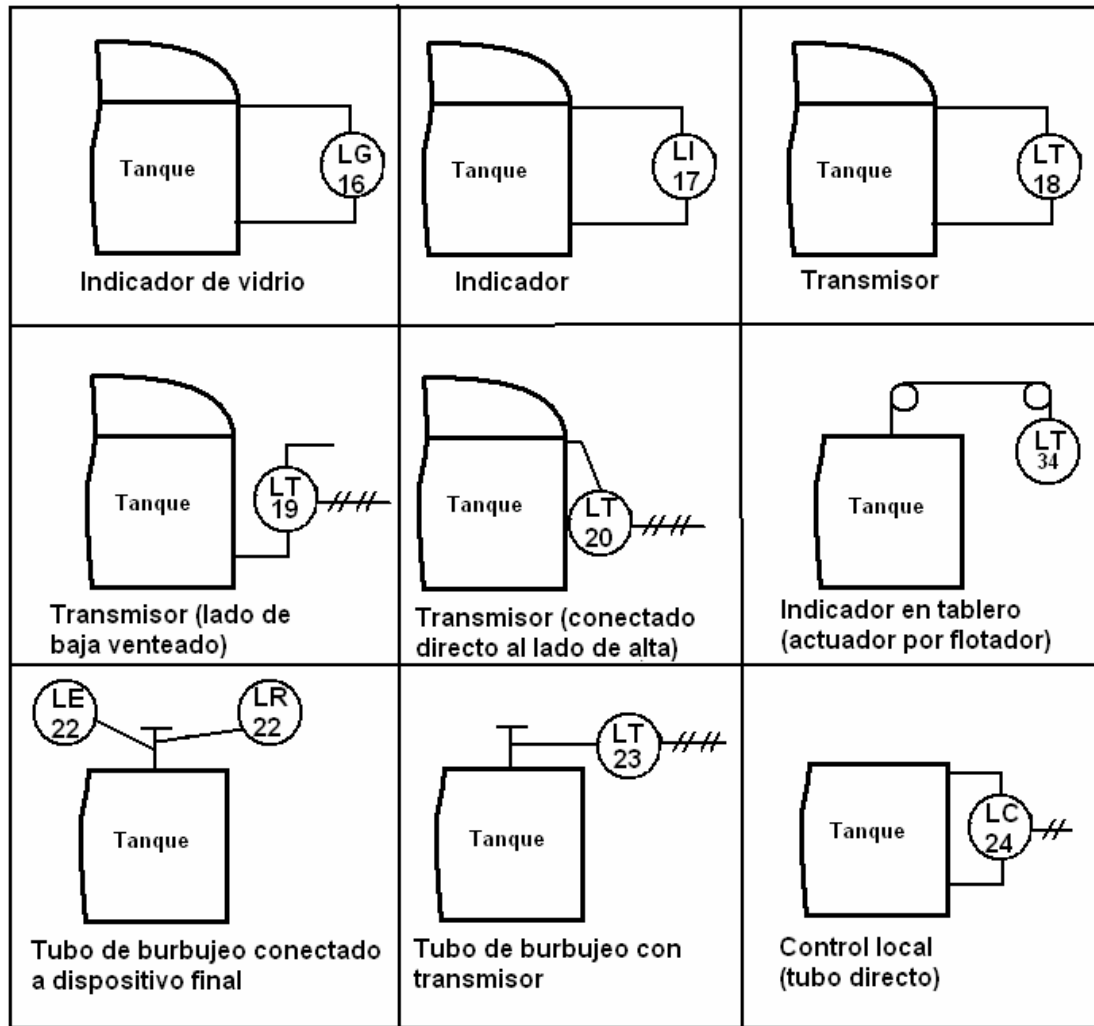 Tanque
LG
16
Indicador de vidrio
Tanque
LI
17
Indicador
Tanque
LT
18
Transmisor
Tanque
LT
19
Transmisor (lado de
baja venteado)
Tanque
LT
20
Transmisor (conectado
directo al lado de alta)
Tanque
LT
34
Indicador en tablero
(actuador por flotador)
LE
22
LR
22
Tanque
Tubo de burbujeo conectado
a dispositivo final
LT
23
Tanque
Tubo de burbujeo con
transmisor
Tanque
LC
24
Control local
(tubo directo)